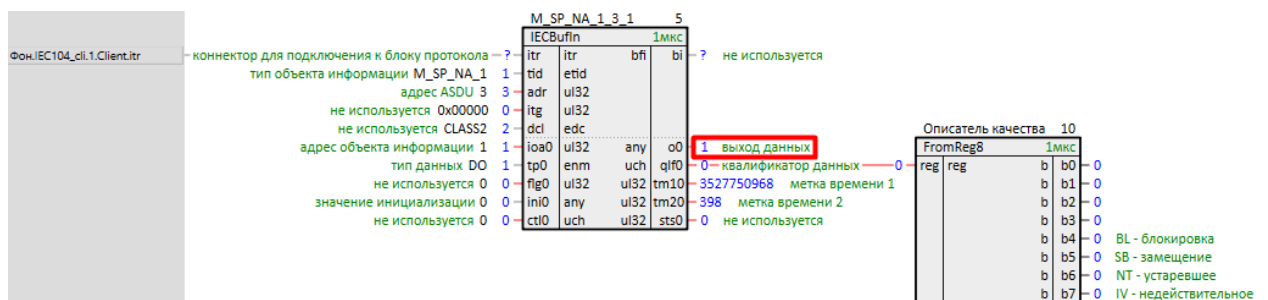 M_SP_NA_1_3_1 5
IECBufIn 1мкс
Фон.IEC104_cli.1.Client.itr коннектор для подключения к блоку протокола ? itr itr bfi bi ? не используется
тип объекта информации M_SP_NA_1 1 tid etid
адрес ASDU 3 3 adr ul32
не используется 0x00000 0 itg ul32
не используется CLASS2 2 dcl edc
адрес объекта информации 1 1 ioa0 ul32 any o0 1 выход данных
тип данных DO 1 tp0 enm uch qlf0 0 квалификатор данных
не используется 0 0 flg0 ul32 ul32 tm10 3527750968 метка времени 1
значение инициализации 0 0 ini0 any ul32 tm20 398 метка времени 2
не используется 0 0 ctl0 uch ul32 sts0 0 не используется
Описатель качества 10
FromReg8 1мкс
0 reg reg b b0 0
b b1 0
b b2 0
b b3 0
b b4 0 BL - блокировка
b b5 0 SB - замещение
b b6 0 NT - устаревшее
b b7 0 IV - недействительное